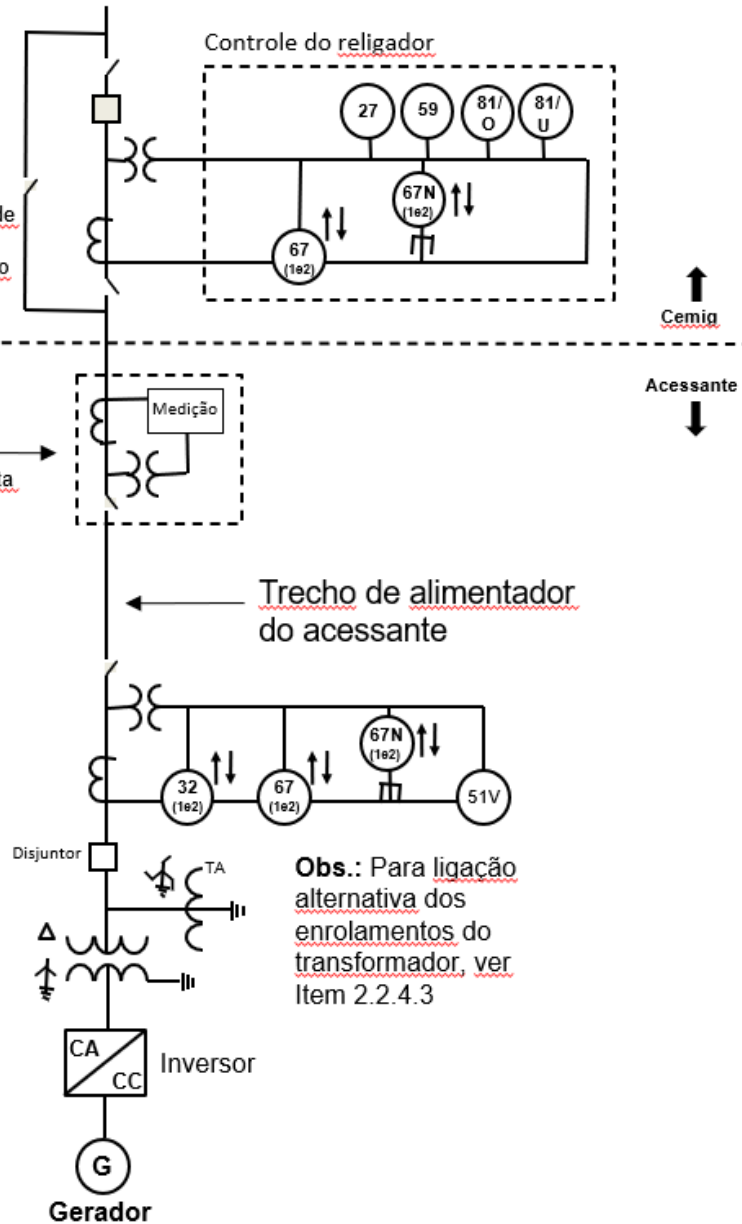 Controle do religador
27
59
81/
O
81/
U
67N
(1e2)
67
(1e2)
de
o
Cemig
Acessante
Medição
ta
Trecho de alimentador
do acessante
67N
(1e2)
32
(1e2)
67
(1e2)
51V
Disjuntor
TA
Obs.: Para ligação
alternativa dos
enrolamentos do
transformador, ver
Item 2.2.4.3
Δ
CA
CC
Inversor
G
Gerador